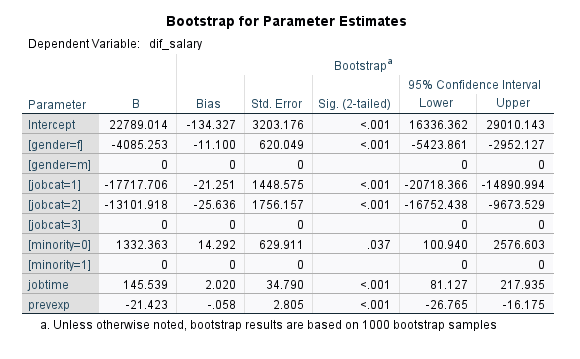 Bootstrap for Parameter Estimates
Dependent Variable: dif_salary
Bootstrapᵃ
95% Confidence Interval
Parameter B Bias Std. Error Sig. (2-tailed) Lower Upper
Intercept 22789.014 -134.327 3203.176 <.001 16336.362 29010.143
[gender=f] -4085.253 -11.100 620.049 <.001 -5423.861 -2952.127
[gender=m] 0 0 0 0 0
[jobcat=1] -17717.706 -21.251 1448.575 <.001 -20718.366 -14890.994
[jobcat=2] -13101.918 -25.636 1756.157 <.001 -16752.438 -9673.529
[jobcat=3] 0 0 0 0 0
[minority=0] 1332.363 14.292 629.911 .037 100.940 2576.603
[minority=1] 0 0 0 0 0
jobtime 145.539 2.020 34.790 <.001 81.127 217.935
prevexp -21.423 -.058 2.805 <.001 -26.765 -16.175
a. Unless otherwise noted, bootstrap results are based on 1000 bootstrap samples